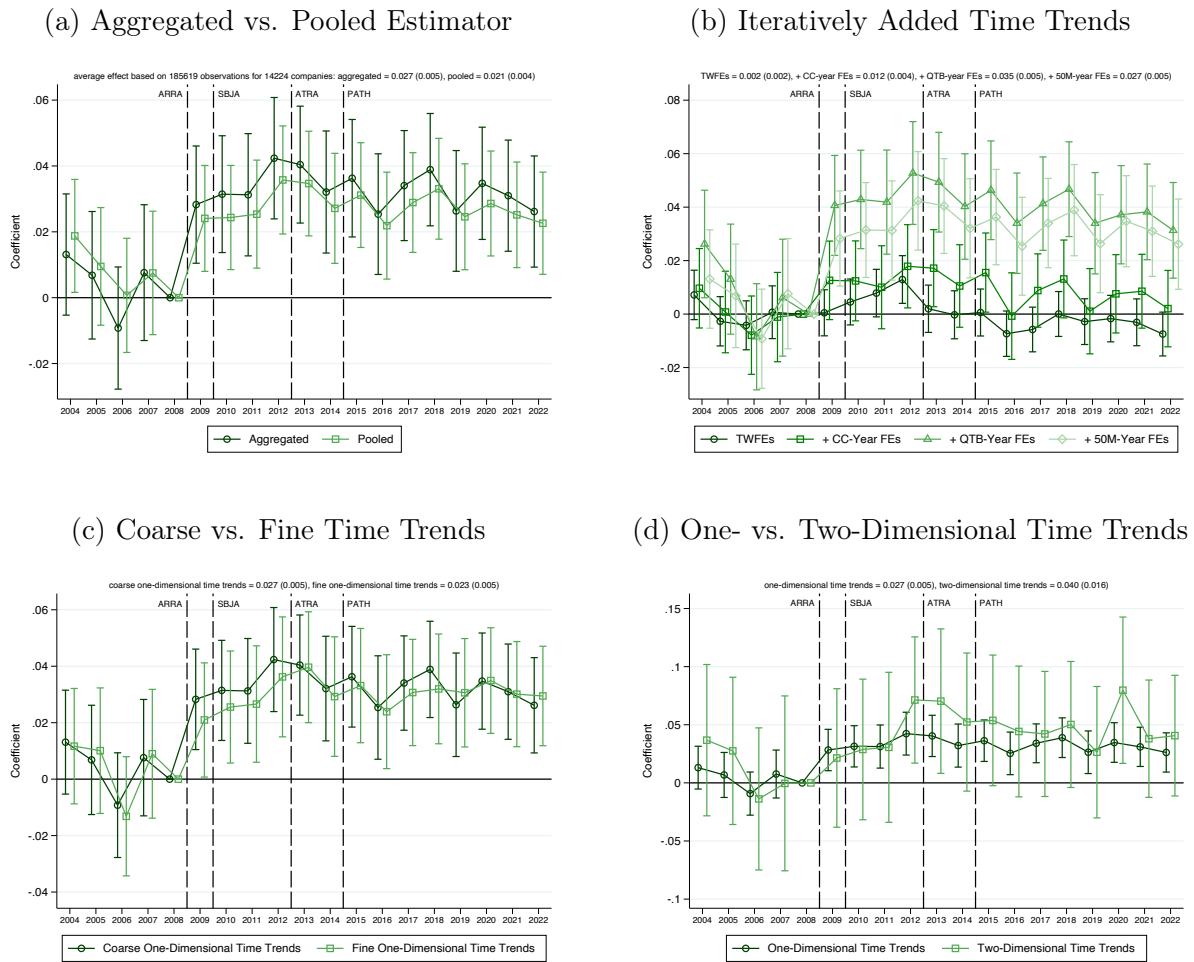 (a) Aggregated vs. Pooled Estimator
average effect based on 185619 observations for 14224 companies: aggregated = 0.027 (0.005), pooled = 0.021 (0.004)
ARRA SBJA ATRA PATH
Coefficient
.06
.04
.02
0
-.02
2004 2005 2006 2007 2008 2009 2010 2011 2012 2013 2014 2015 2016 2017 2018 2019 2020 2021 2022
Aggregated Pooled
(b) Iteratively Added Time Trends
TWFEs = 0.002 (0.002), + CC-year FEs = 0.012 (0.004), + QTB-year FEs = 0.035 (0.005), + 50M-year FEs = 0.027 (0.005)
ARRA SBJA ATRA PATH
Coefficient
.08
.06
.04
.02
0
-.02
2004 2005 2006 2007 2008 2009 2010 2011 2012 2013 2014 2015 2016 2017 2018 2019 2020 2021 2022
TWFEs + CC-Year FEs + QTB-Year FEs + 50M-Year FEs
(c) Coarse vs. Fine Time Trends
coarse one-dimensional time trends = 0.027 (0.005), fine one-dimensional time trends = 0.023 (0.005)
ARRA SBJA ATRA PATH
Coefficient
.06
.04
.02
0
-.02
-.04
2004 2005 2006 2007 2008 2009 2010 2011 2012 2013 2014 2015 2016 2017 2018 2019 2020 2021 2022
Coarse One-Dimensional Time Trends Fine One-Dimensional Time Trends
(d) One- vs. Two-Dimensional Time Trends
one-dimensional time trends = 0.027 (0.005), two-dimensional time trends = 0.040 (0.016)
ARRA SBJA ATRA PATH
Coefficient
.15
.1
.05
0
-.05
-.1
2004 2005 2006 2007 2008 2009 2010 2011 2012 2013 2014 2015 2016 2017 2018 2019 2020 2021 2022
One-Dimensional Time Trends Two-Dimensional Time Trends